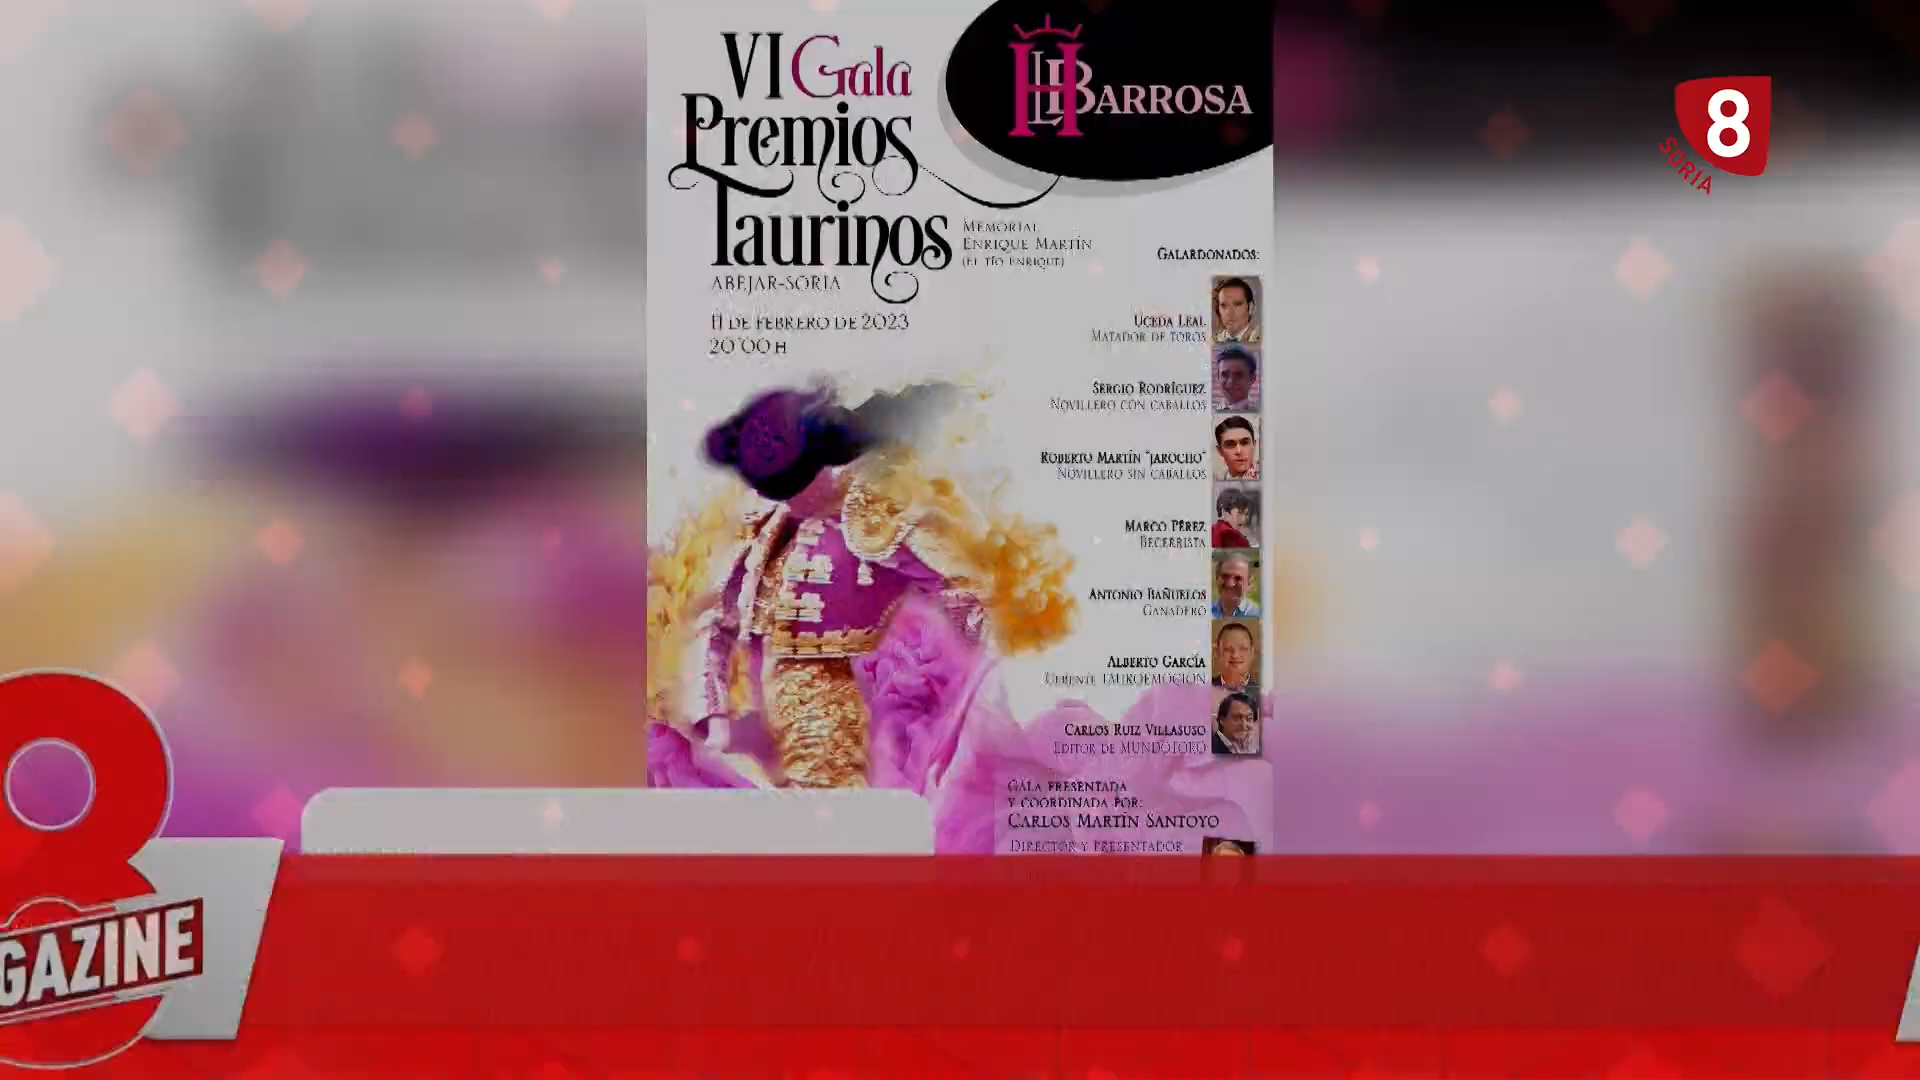 VI Gala
Premios
Taurinos
ABEJAR-SORIA
11 DE FEBRERO DE 2023
20'00 H
MEMORIAL
ENRIQUE MARTÍN
(EL TÍO ENRIQUE)
HLBARROSA
GALARDONADOS:
UCEDA LEAL
MATADOR DE TOROS
SERGIO RODRÍGUEZ
NOVILLERO CON CABALLOS
ROBERTO MARTÍN "JAROCHO"
NOVILLERO SIN CABALLOS
MARCO PÉREZ
BECERRISTA
ANTONIO BAÑUELOS
GANADERO
ALBERTO GARCÍA
GERENTE TAUROEMOCIÓN
CARLOS RUIZ VILLASUSO
EDITOR DE MUNDOTORO
GALA PRESENTADA
Y COORDINADA POR:
CARLOS MARTÍN SANTOYO
DIRECTOR Y PRESENTADOR
8
SORIA
8
GAZINE